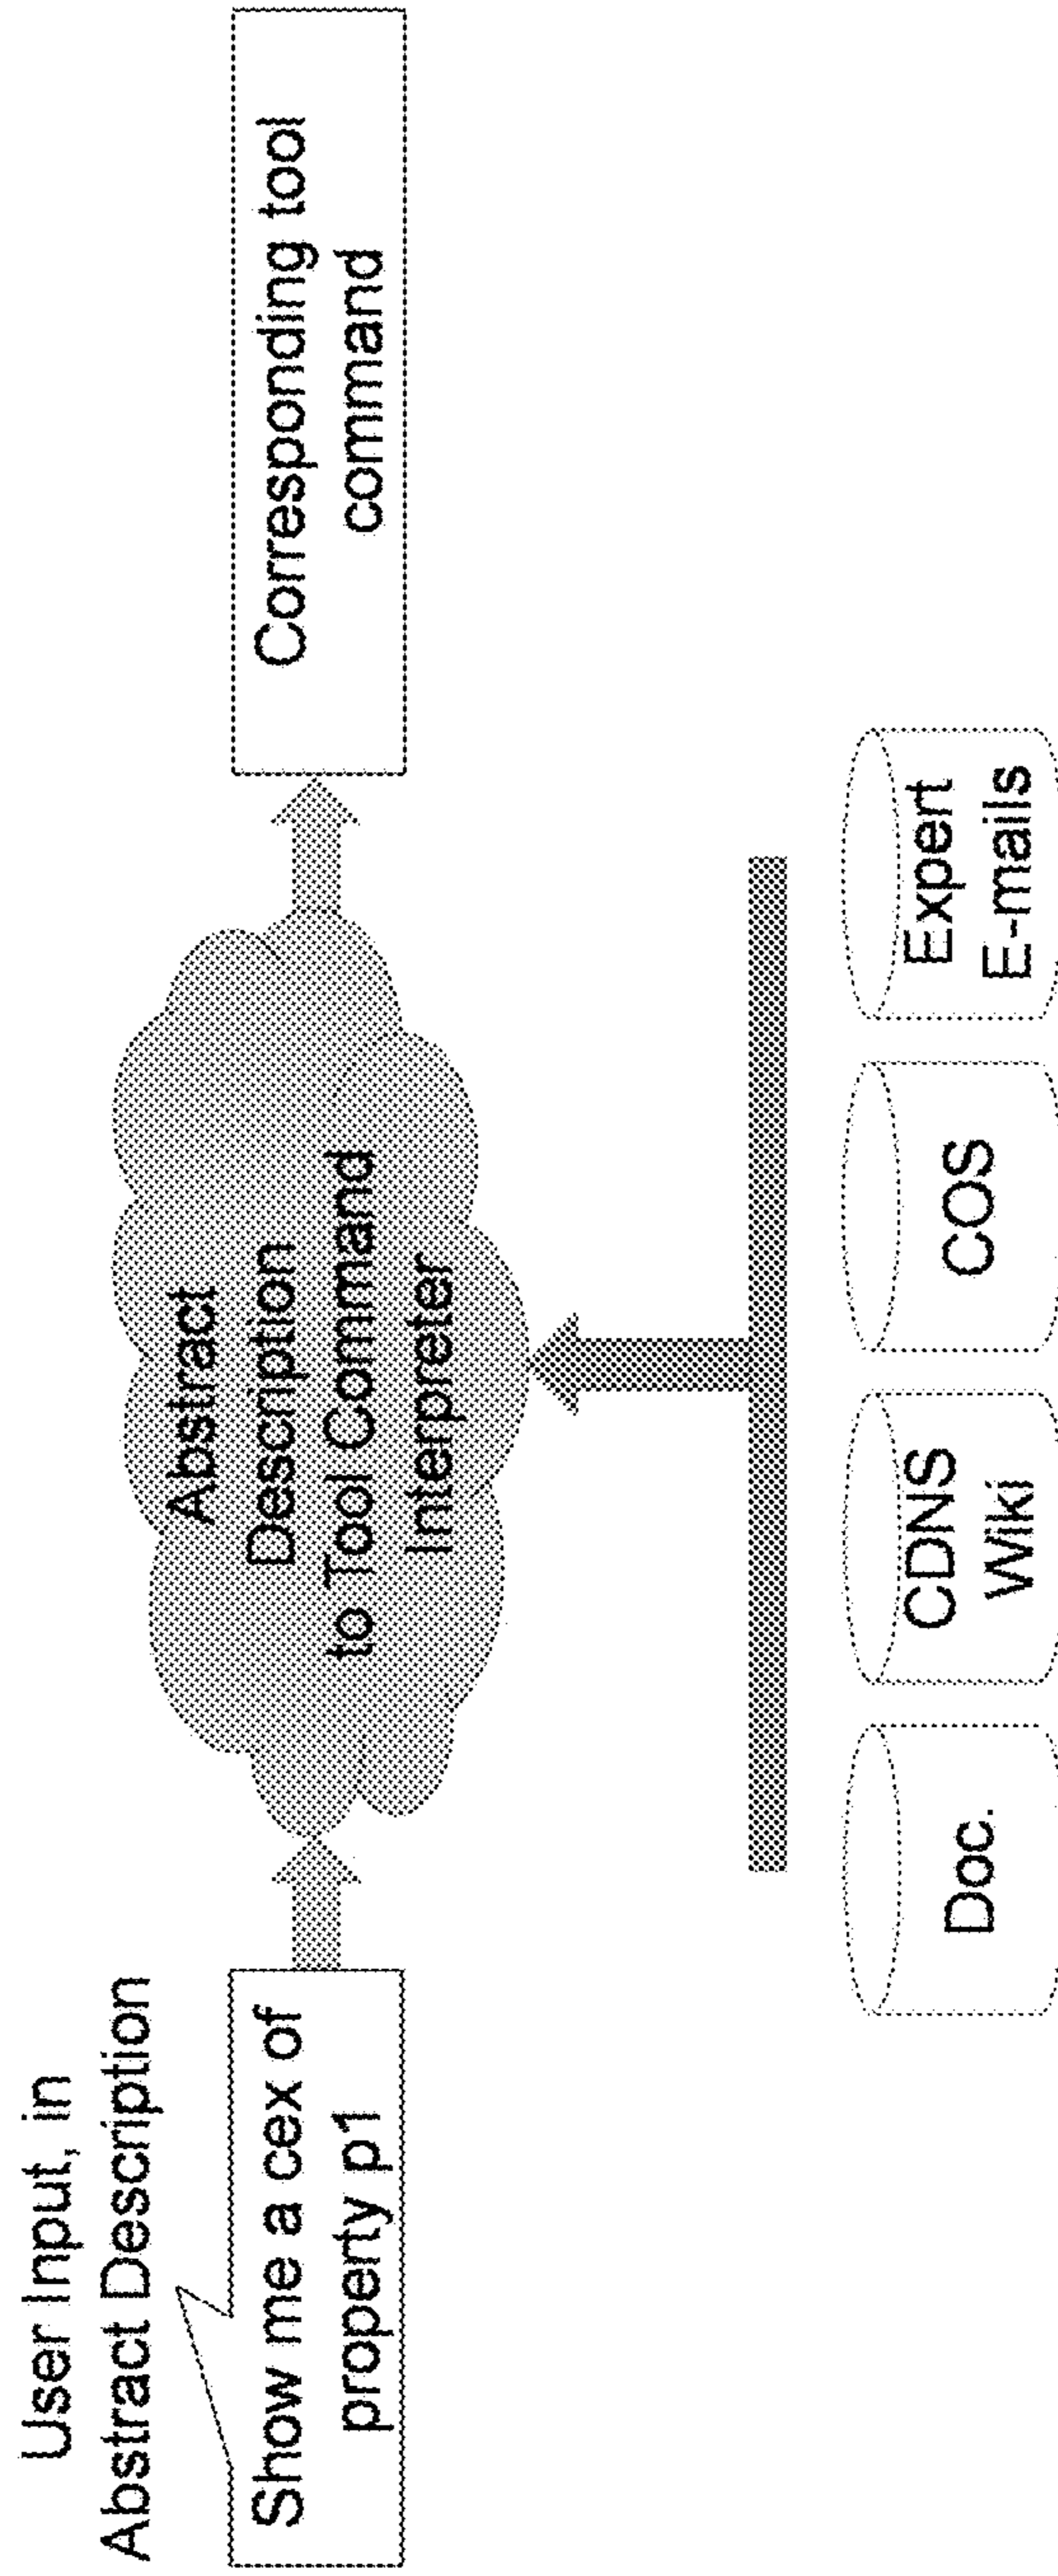 User Input, in
Abstract Description
Show me a cex of
property p1
Abstract
Description
to Tool Command
Interpreter
Corresponding tool
command
Doc.
CDNS
Wiki
COS
Expert
E-mails